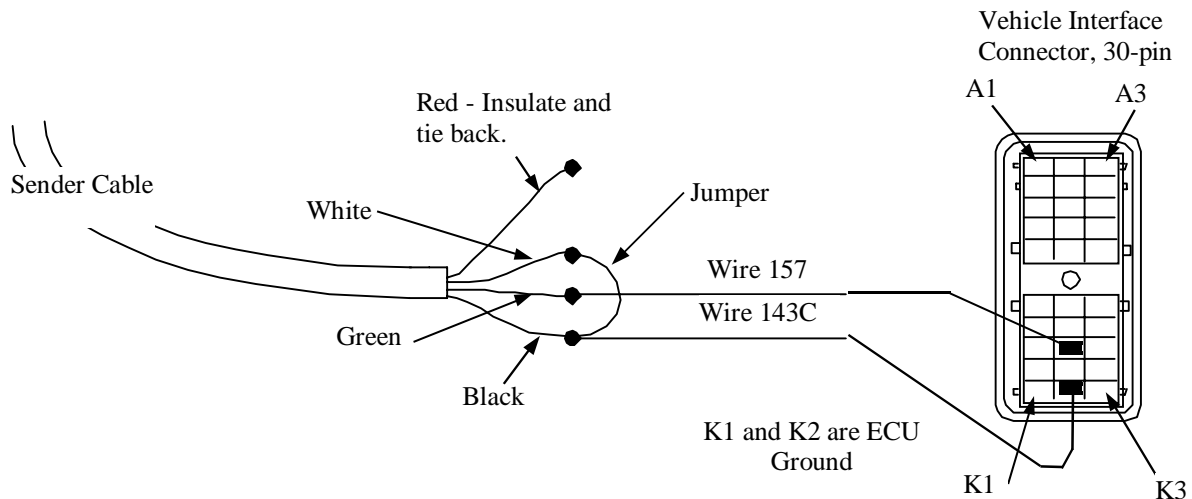 Vehicle Interface
Connector, 30-pin
A1
A3
Red - Insulate and
tie back.
Sender Cable
White
Jumper
Wire 157
Wire 143C
Green
Black
K1 and K2 are ECU
Ground
K1
K3